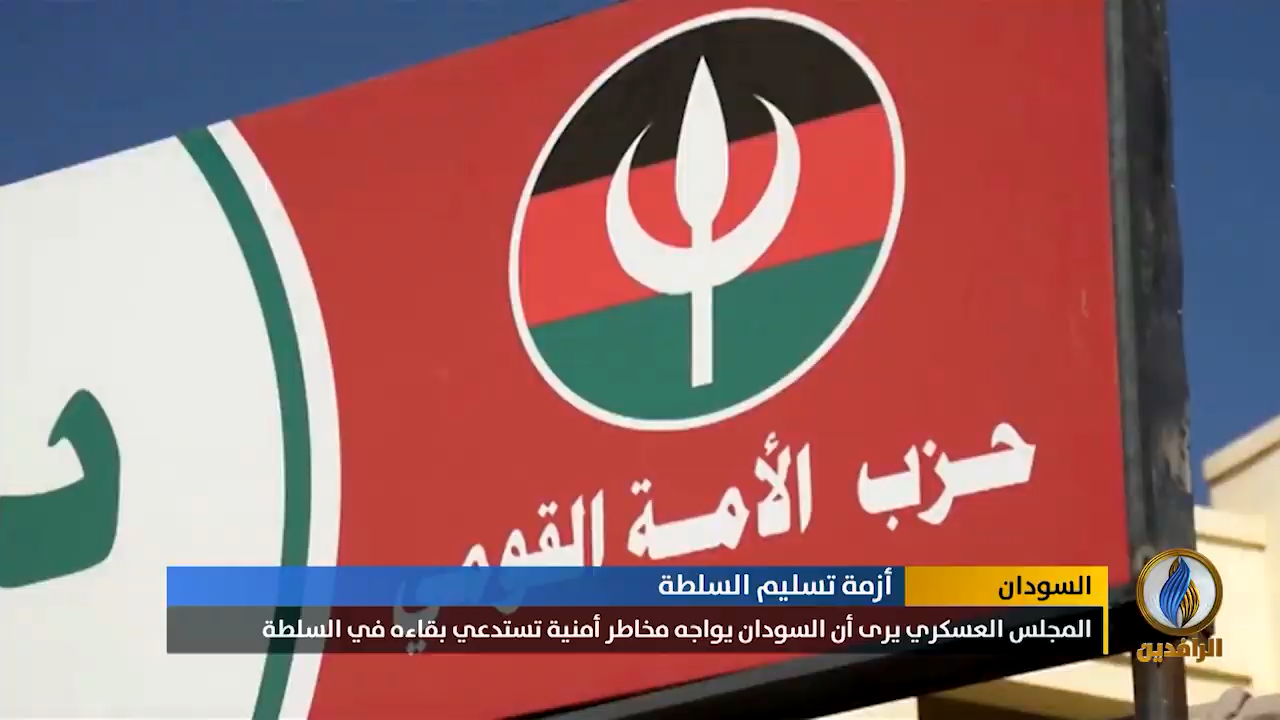 حزب الأمة القومي
السودان
أزمة تسليم السلطة
المجلس العسكري يرى أن السودان يواجه مخاطر أمنية تستدعي بقاءه في السلطة
الرافدين